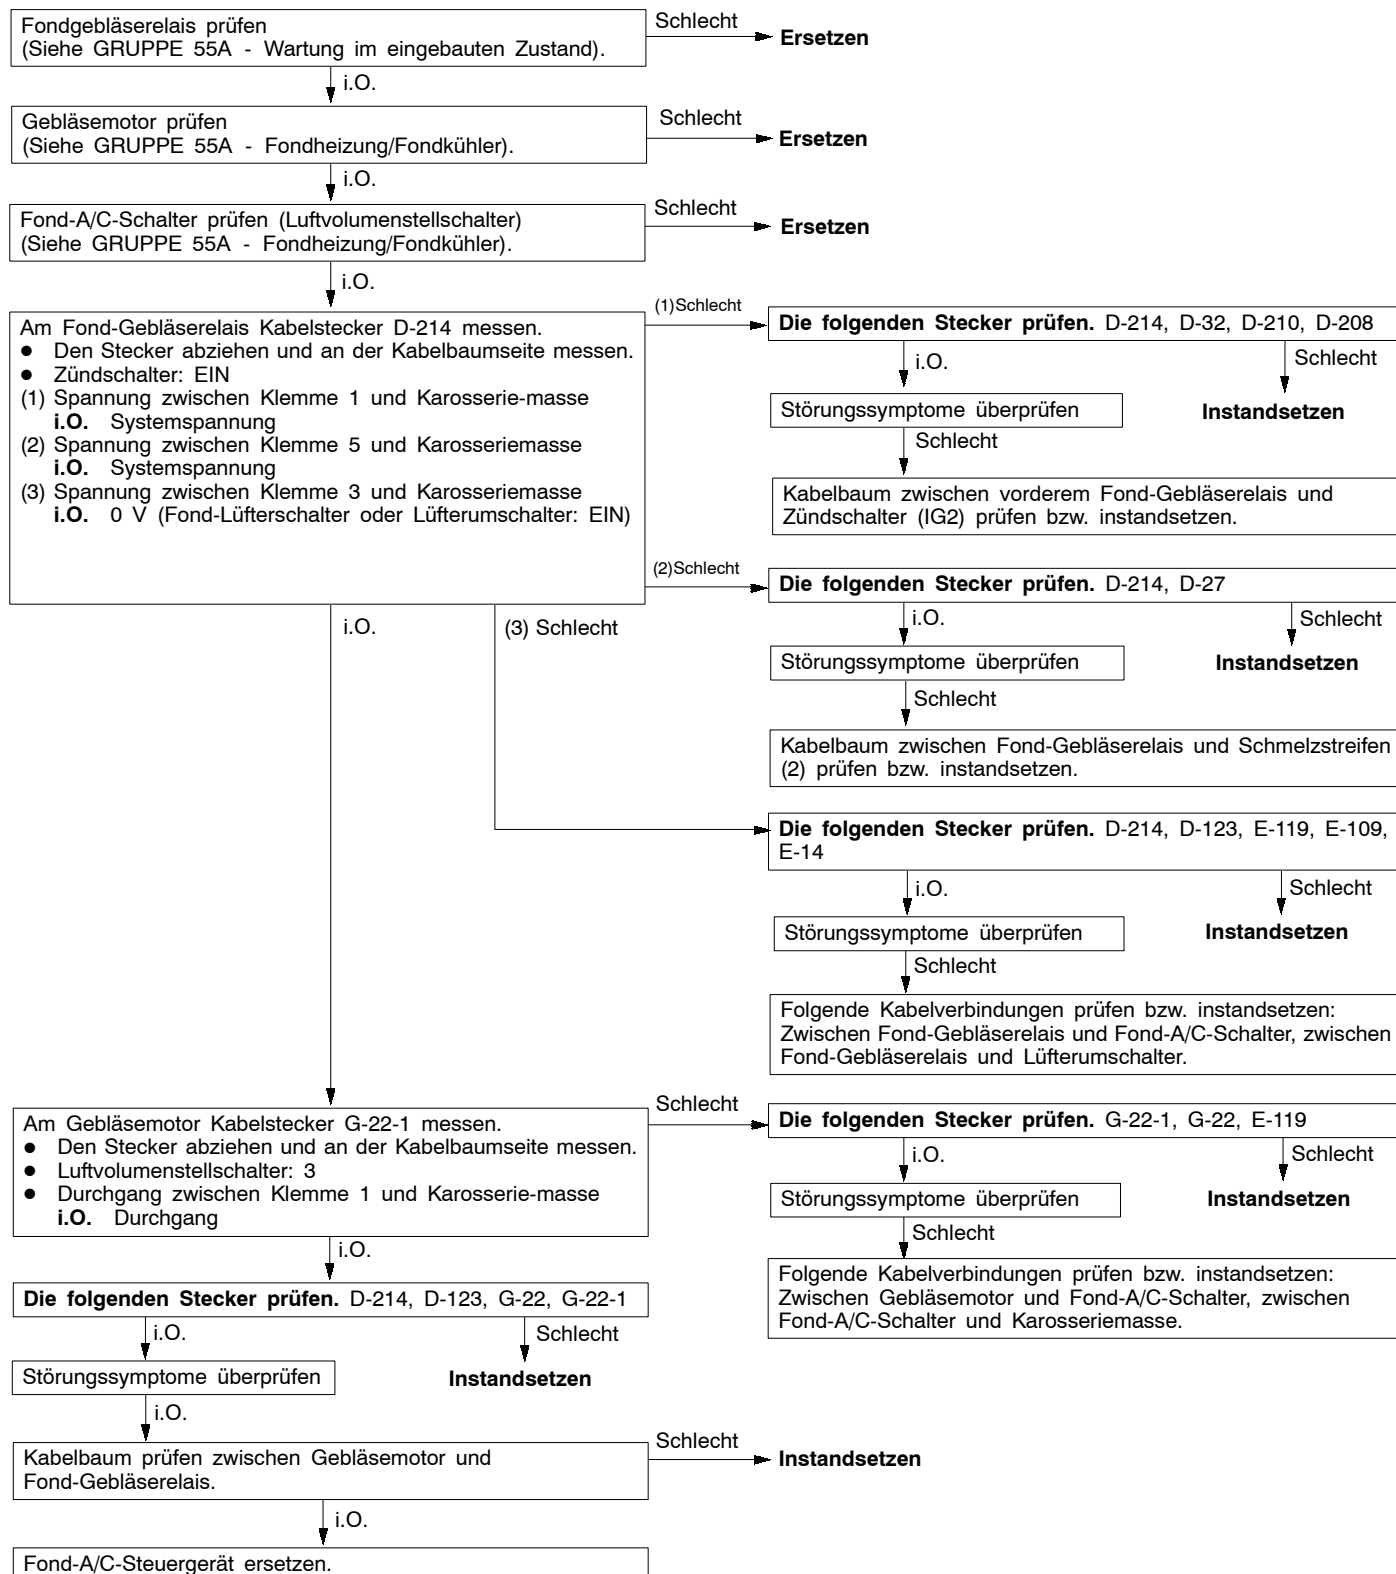 Fondgebläserelais prüfen
(Siehe GRUPPE 55A - Wartung im eingebauten Zustand).
Schlecht
Ersetzen
i.O.
Gebläsemotor prüfen
(Siehe GRUPPE 55A - Fondheizung/Fondkühler).
Schlecht
Ersetzen
i.O.
Fond-A/C-Schalter prüfen (Luftvolumenstellschalter)
(Siehe GRUPPE 55A - Fondheizung/Fondkühler).
Schlecht
Ersetzen
i.O.
Am Fond-Gebläserelais Kabelstecker D-214 messen.
● Den Stecker abziehen und an der Kabelbaumseite messen.
● Zündschalter: EIN
(1) Spannung zwischen Klemme 1 und Karosserie-masse
i.O. Systemspannung
(2) Spannung zwischen Klemme 5 und Karosseriemasse
i.O. Systemspannung
(3) Spannung zwischen Klemme 3 und Karosseriemasse
i.O. 0 V (Fond-Lüfterschalter oder Lüfterumschalter: EIN)
(1)Schlecht
Die folgenden Stecker prüfen. D-214, D-32, D-210, D-208
i.O.
Schlecht
Störungssymptome überprüfen
Instandsetzen
Schlecht
Kabelbaum zwischen vorderem Fond-Gebläserelais und
Zündschalter (IG2) prüfen bzw. instandsetzen.
(2)Schlecht
Die folgenden Stecker prüfen. D-214, D-27
i.O.
Schlecht
Störungssymptome überprüfen
Instandsetzen
Schlecht
Kabelbaum zwischen Fond-Gebläserelais und Schmelzstreifen
(2) prüfen bzw. instandsetzen.
i.O.
(3) Schlecht
Die folgenden Stecker prüfen. D-214, D-123, E-119, E-109,
E-14
i.O.
Schlecht
Störungssymptome überprüfen
Instandsetzen
Schlecht
Folgende Kabelverbindungen prüfen bzw. instandsetzen:
Zwischen Fond-Gebläserelais und Fond-A/C-Schalter, zwischen
Fond-Gebläserelais und Lüfterumschalter.
Am Gebläsemotor Kabelstecker G-22-1 messen.
● Den Stecker abziehen und an der Kabelbaumseite messen.
● Luftvolumenstellschalter: 3
● Durchgang zwischen Klemme 1 und Karosserie-masse
i.O. Durchgang
Schlecht
Die folgenden Stecker prüfen. G-22-1, G-22, E-119
i.O.
Schlecht
Störungssymptome überprüfen
Instandsetzen
Schlecht
Folgende Kabelverbindungen prüfen bzw. instandsetzen:
Zwischen Gebläsemotor und Fond-A/C-Schalter, zwischen
Fond-A/C-Schalter und Karosseriemasse.
i.O.
Die folgenden Stecker prüfen. D-214, D-123, G-22, G-22-1
i.O.
Schlecht
Störungssymptome überprüfen
Instandsetzen
i.O.
Kabelbaum prüfen zwischen Gebläsemotor und
Fond-Gebläserelais.
Schlecht
Instandsetzen
i.O.
Fond-A/C-Steuergerät ersetzen.